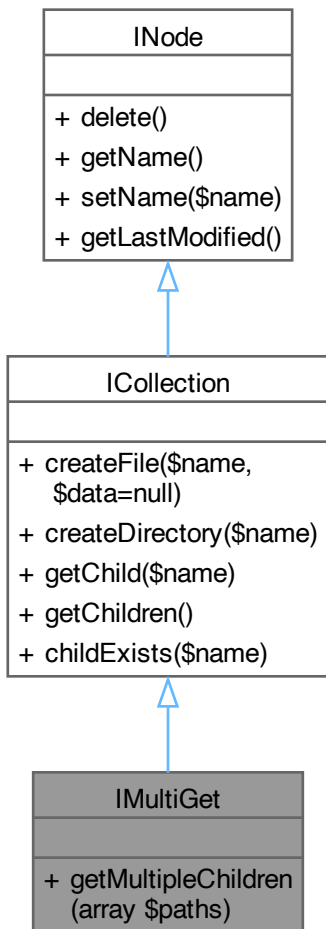 INode
+ delete()
+ getName()
+ setName($name)
+ getLastModified()
ICollection
+ createFile($name,
$data=null)
+ createDirectory($name)
+ getChild($name)
+ getChildren()
+ childExists($name)
IMultiGet
+ getMultipleChildren
(array $paths)